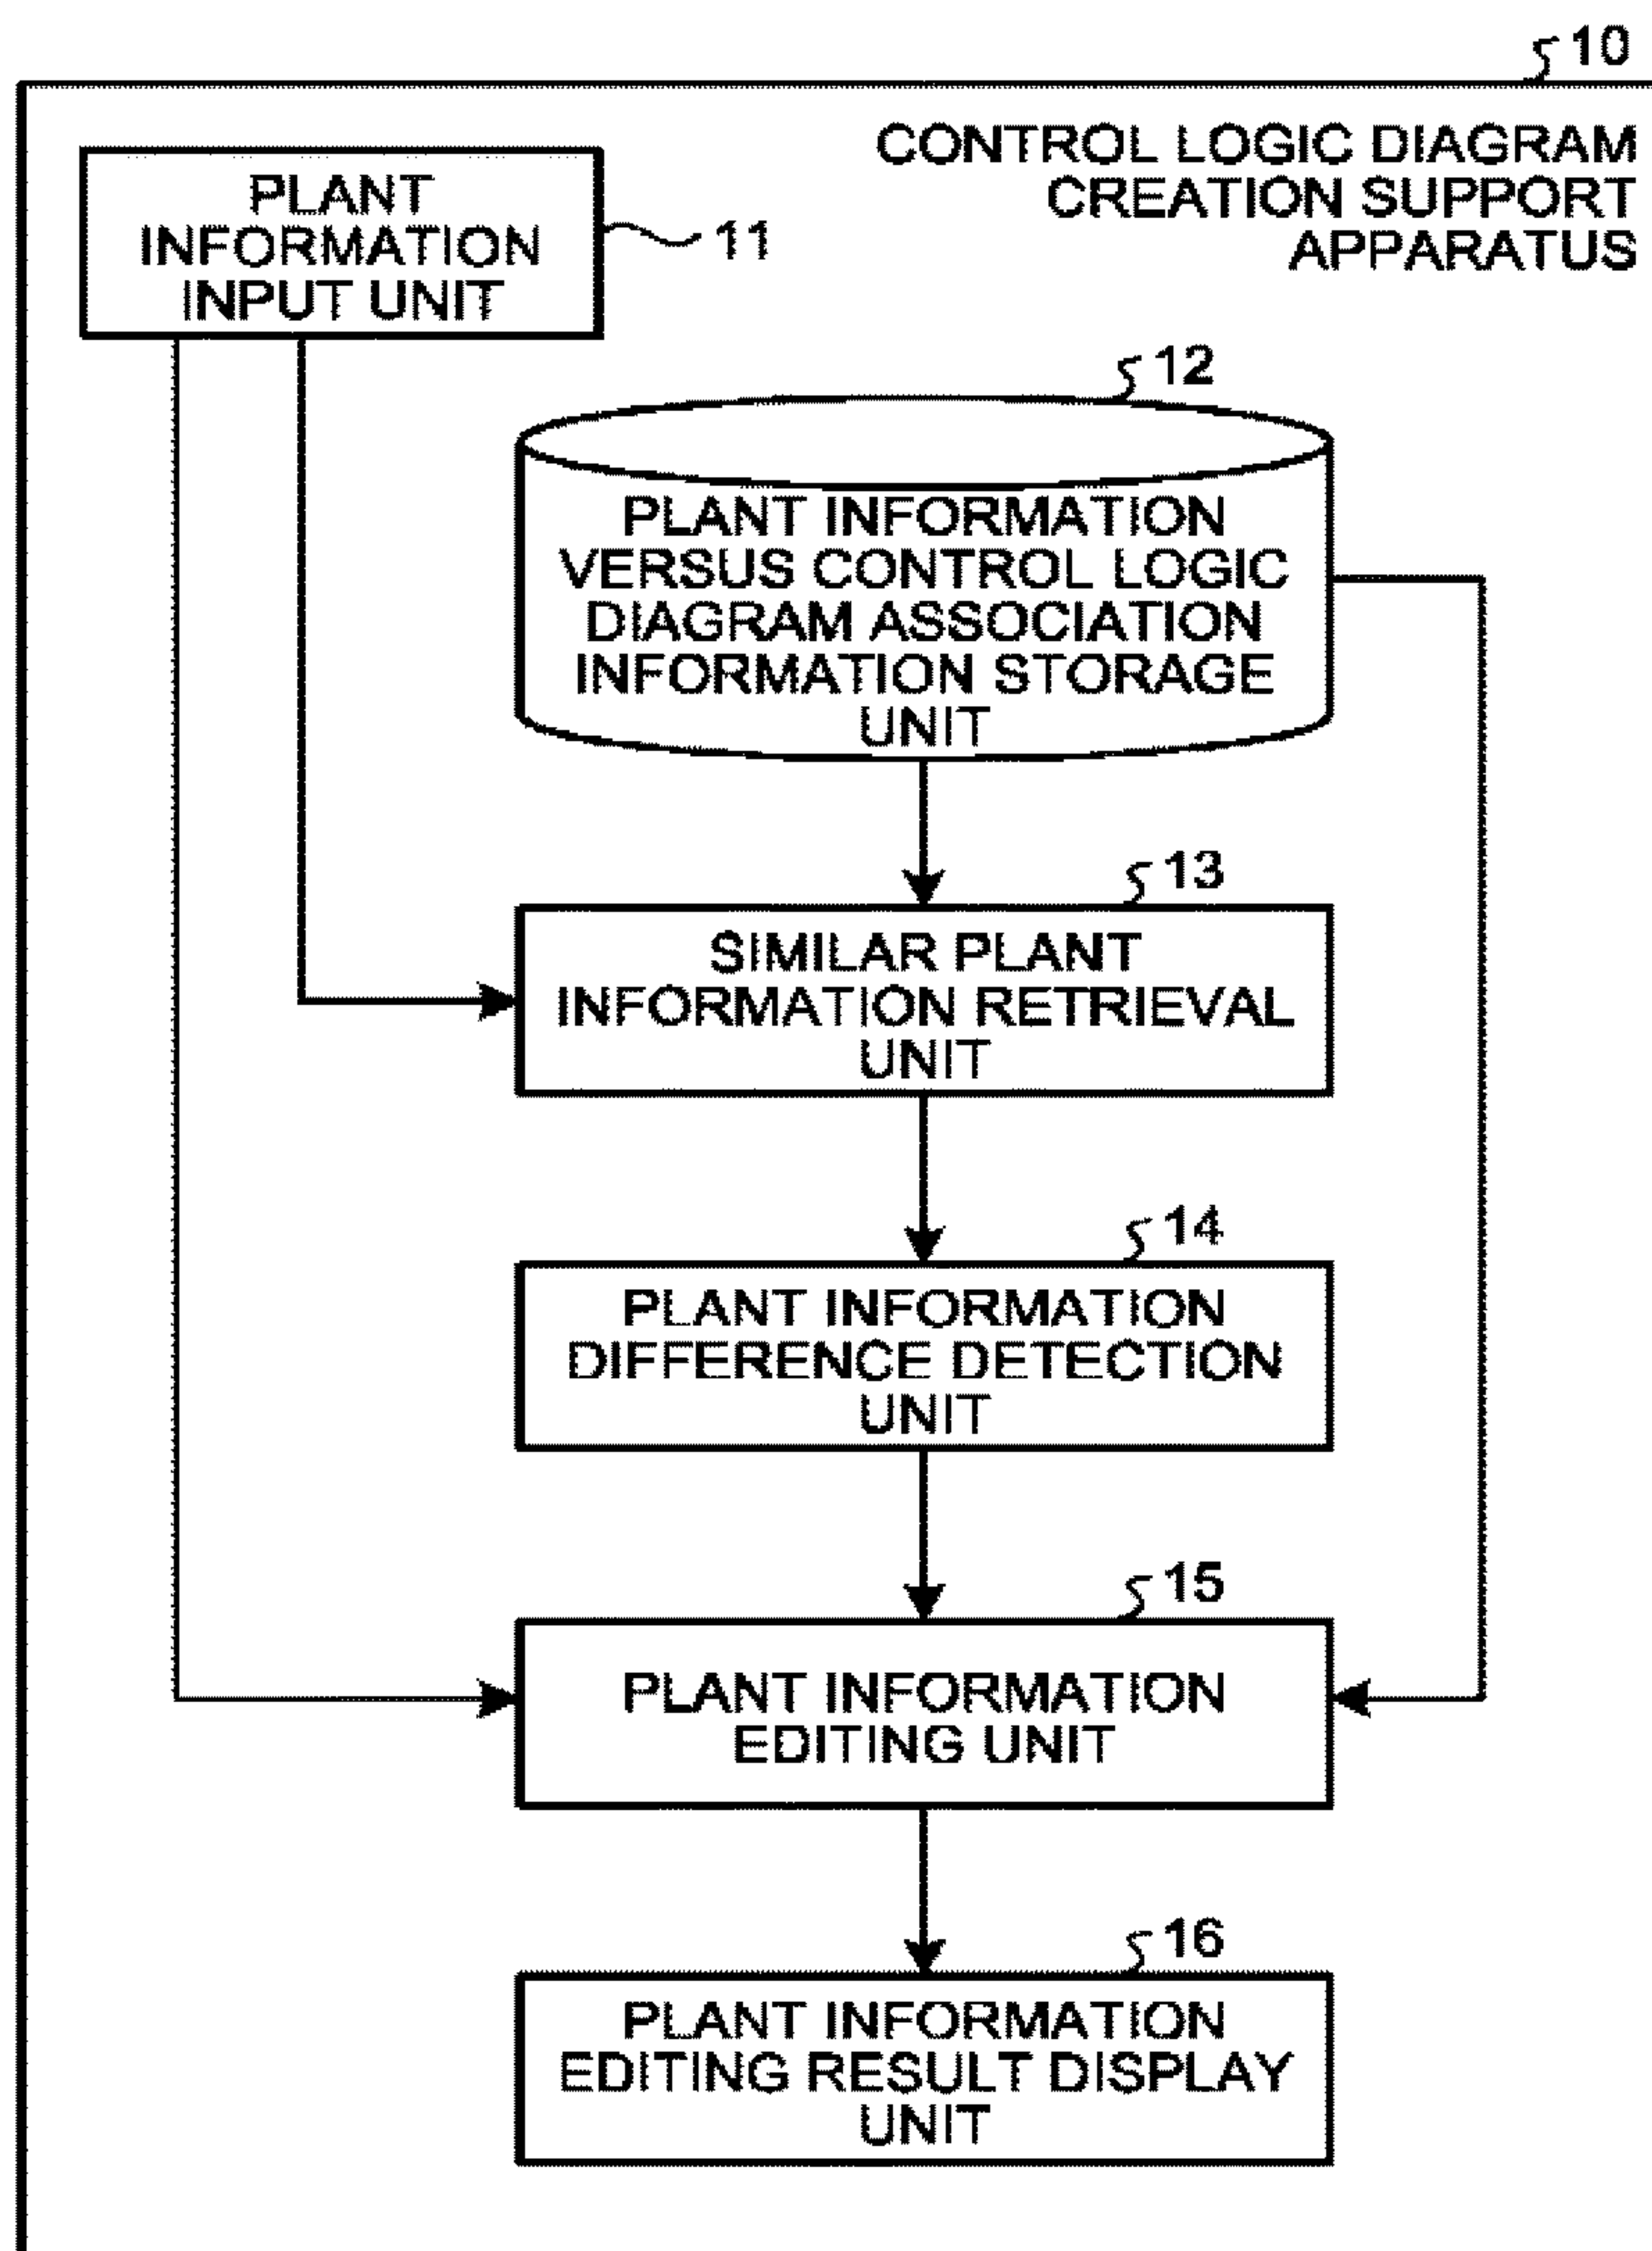 10
CONTROL LOGIC DIAGRAM
CREATION SUPPORT
APPARATUS
PLANT
INFORMATION
INPUT UNIT
11
12
PLANT INFORMATION
VERSUS CONTROL LOGIC
DIAGRAM ASSOCIATION
INFORMATION STORAGE
UNIT
13
SIMILAR PLANT
INFORMATION RETRIEVAL
UNIT
14
PLANT INFORMATION
DIFFERENCE DETECTION
UNIT
15
PLANT INFORMATION
EDITING UNIT
16
PLANT INFORMATION
EDITING RESULT DISPLAY
UNIT